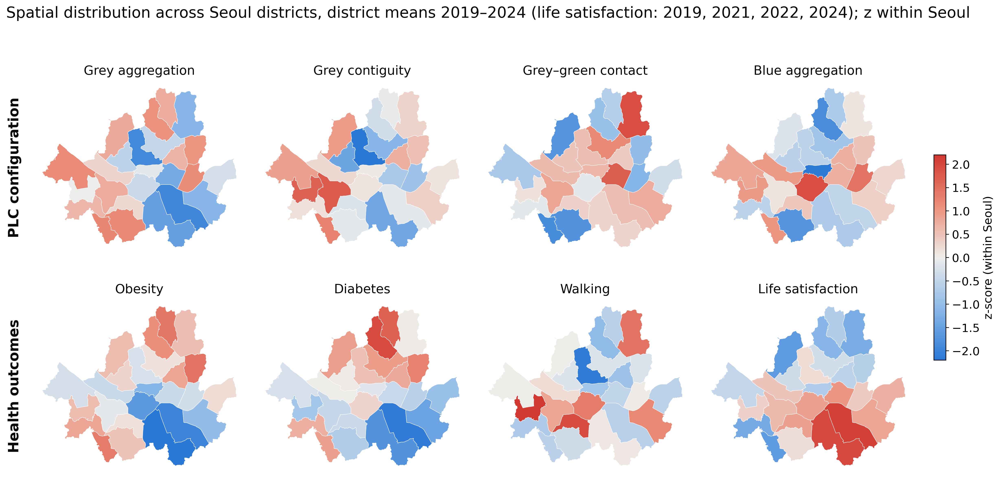 Spatial distribution across Seoul districts, district means 2019–2024 (life satisfaction: 2019, 2021, 2022, 2024); z within Seoul
PLC configuration
Grey aggregation
Grey contiguity
Grey–green contact
Blue aggregation
Health outcomes
Obesity
Diabetes
Walking
Life satisfaction
2.0
1.5
1.0
0.5
0.0
−0.5
−1.0
−1.5
−2.0
z-score (within Seoul)